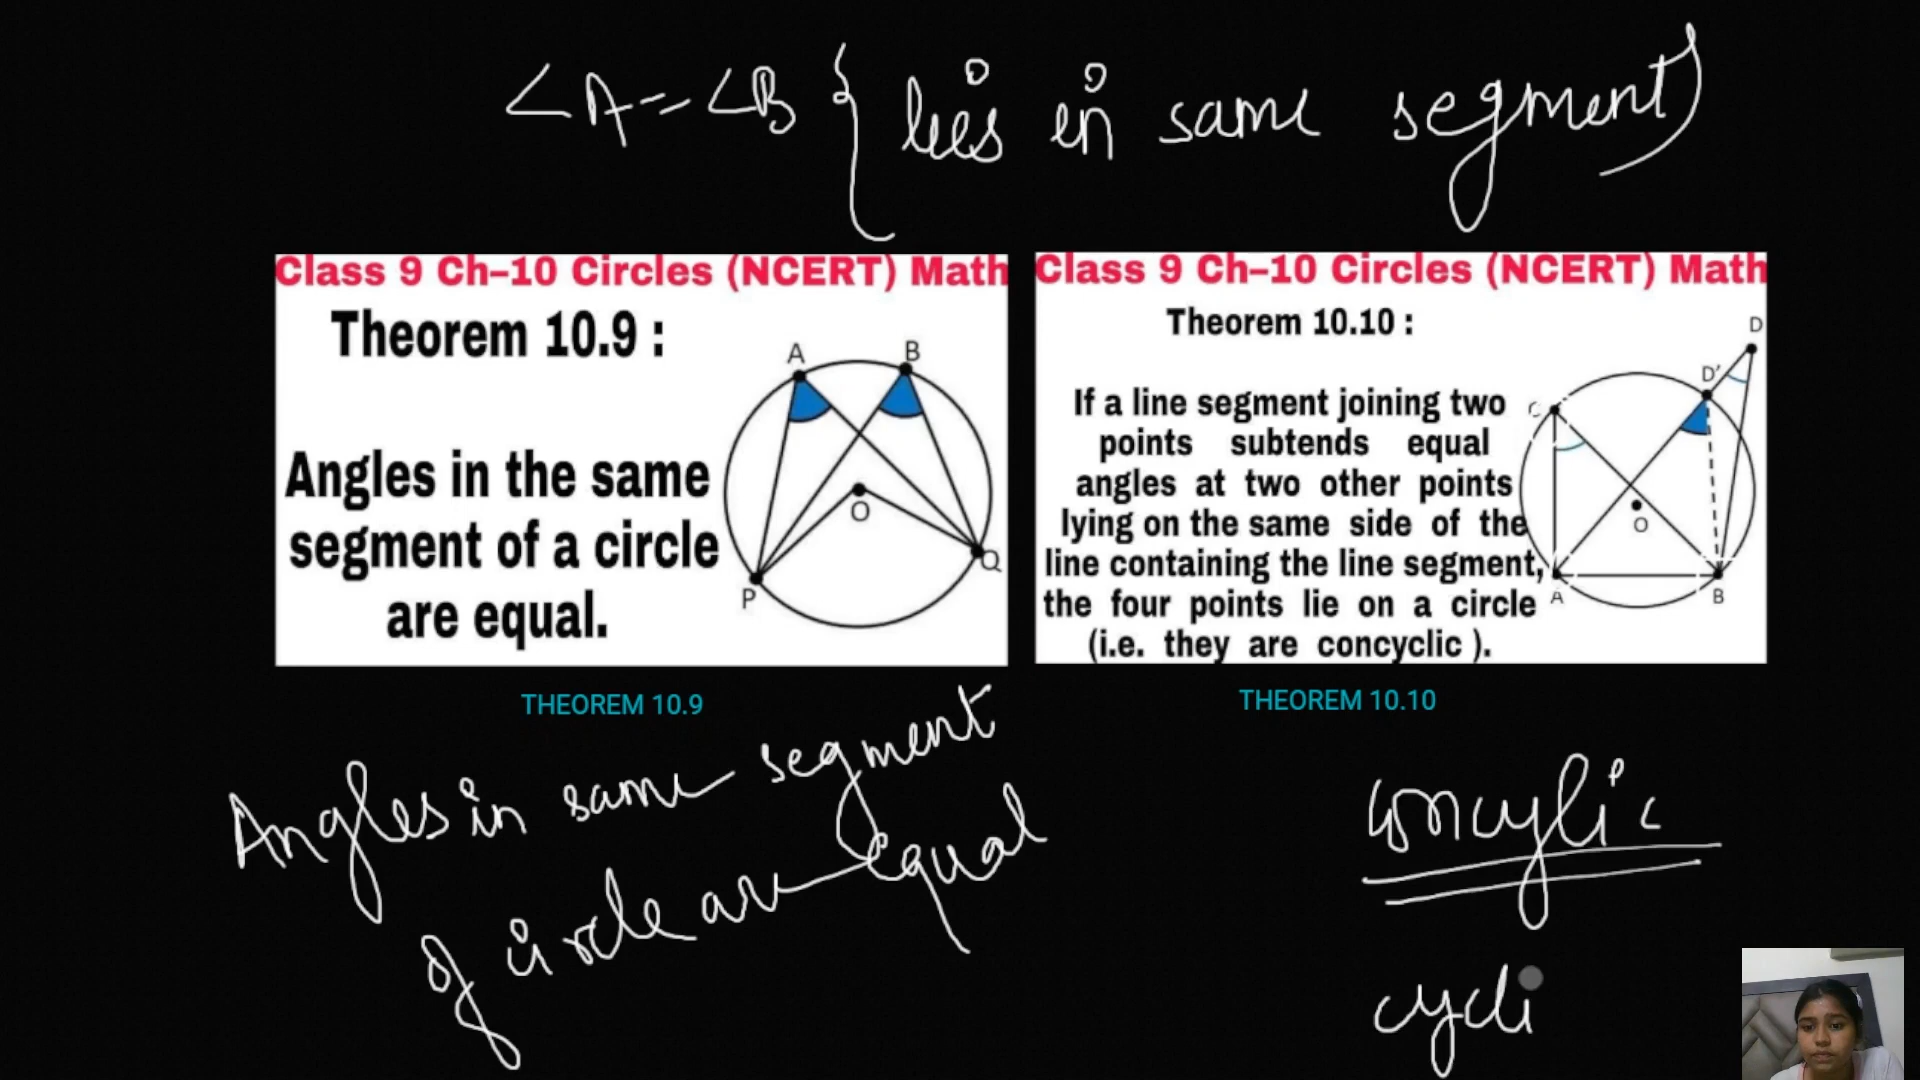 ∠A = ∠B { lies in same segment)
Class 9 Ch–10 Circles (NCERT) Math
Theorem 10.9 :
A B
Angles in the same
segment of a circle
are equal.
O
P Q
THEOREM 10.9
Class 9 Ch–10 Circles (NCERT) Math
Theorem 10.10 :
D
D'
C
If a line segment joining two
points subtends equal
angles at two other points
lying on the same side of the
line containing the line segment,
the four points lie on a circle
(i.e. they are concyclic ).
O
A B
THEOREM 10.10
Angles in same segment
of circle are equal
concylic
cycli